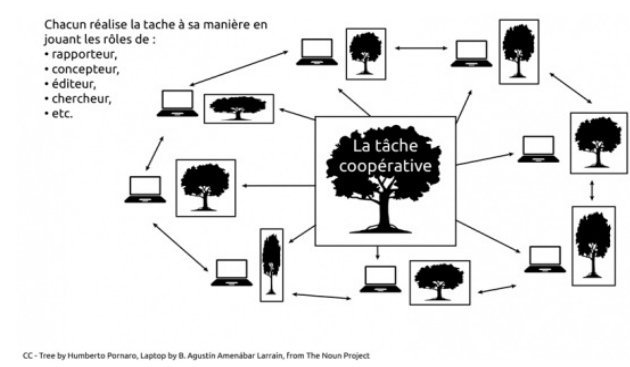 Chacun réalise la tache à sa manière en
jouant les rôles de :
• rapporteur,
• concepteur,
• éditeur,
• chercheur,
• etc.
La tâche
coopérative
CC - Tree by Humberto Pornaro, Laptop by B. Agustín Amenábar Larraín, from The Noun Project